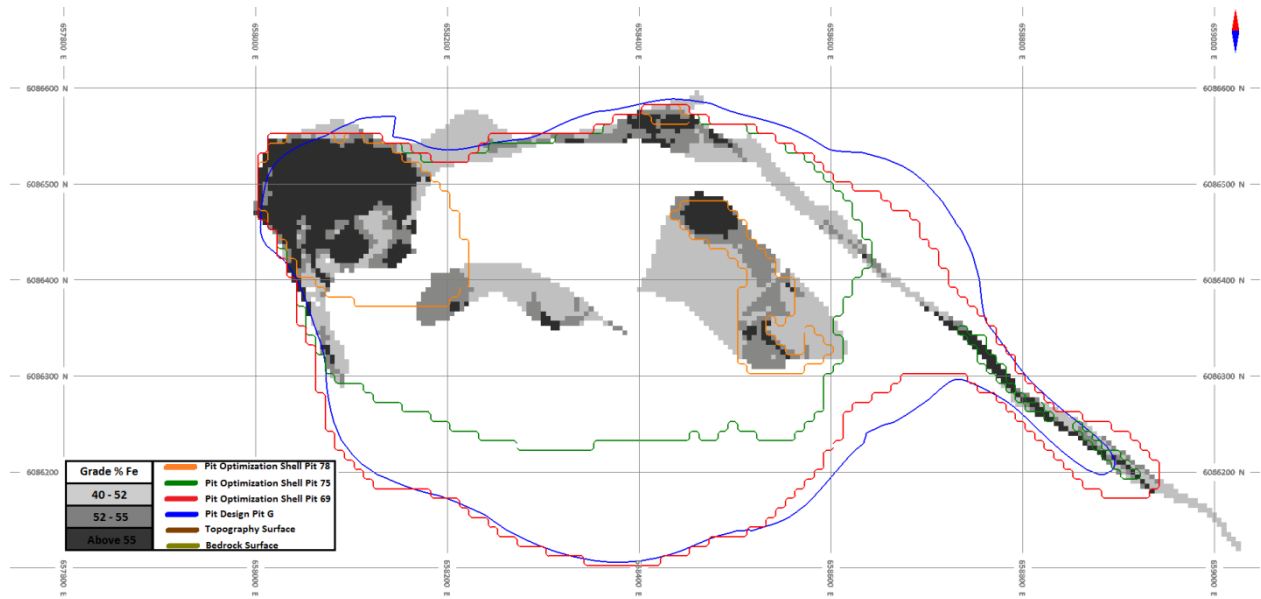 657800 E
658000 E
658200 E
658400 E
658600 E
658800 E
659000 E
6086600 N
6086600 N
6086500 N
6086500 N
6086400 N
6086400 N
6086300 N
6086300 N
6086200 N
6086200 N
Grade % Fe
40 - 52
52 - 55
Above 55
Pit Optimization Shell Pit 78
Pit Optimization Shell Pit 75
Pit Optimization Shell Pit 69
Pit Design Pit G
Topography Surface
Bedrock Surface
657800 E
658000 E
658200 E
658400 E
658600 E
658800 E
659000 E